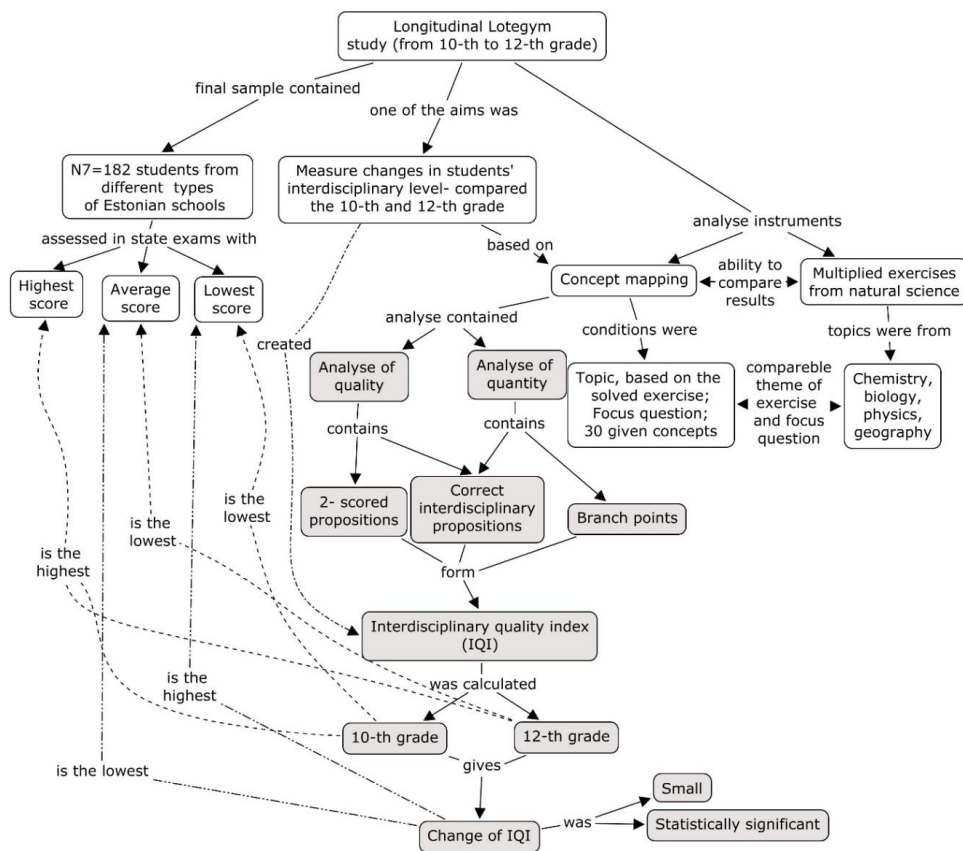 Longitudinal Lotegym
study (from 10-th to 12-th grade)
final sample contained
one of the aims was
N7=182 students from
different types
of Estonian schools
Measure changes in students'
interdisciplinary level- compared
the 10-th and 12-th grade
analyse instruments
assessed in state exams with
based on
Highest
score
Average
score
Lowest
score
Concept mapping
ability to
compare
results
Multiplied exercises
from natural science
analyse contained
conditions were
topics were from
created
Analyse of
quality
Analyse of
quantity
Topic, based on the
solved exercise;
Focus question;
30 given concepts
compareble
theme of
exercise
and focus
question
Chemistry,
biology,
physics,
geography
contains
contains
is the
lowest
2- scored
propositions
Correct
interdisciplinary
propositions
Branch points
is the
lowest
is the
highest
form
Interdisciplinary quality index
(IQI)
is the
highest
was calculated
10-th grade
12-th grade
is the lowest
gives
Small
Change of IQI
was
Statistically significant